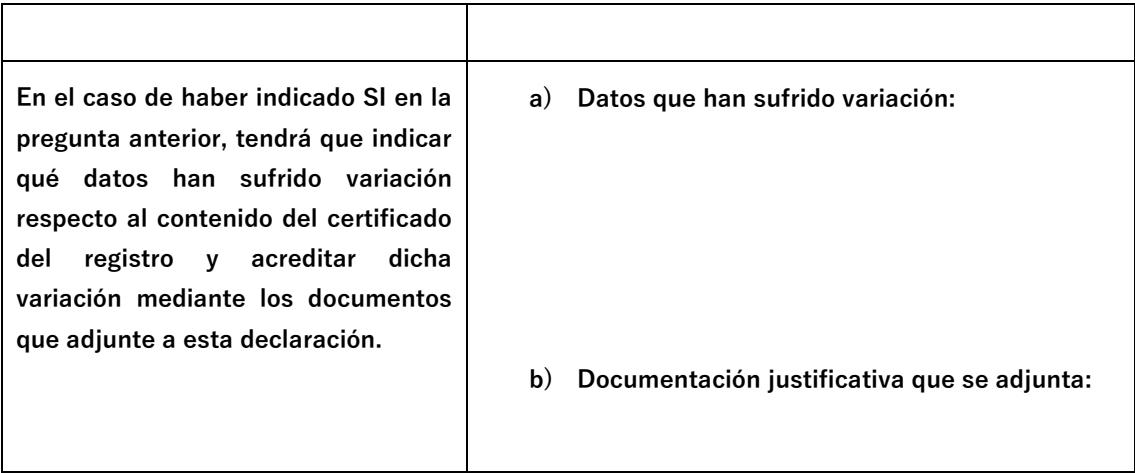 En el caso de haber indicado SI en la
pregunta anterior, tendrá que indicar
qué datos han sufrido variación
respecto al contenido del certificado
del registro y acreditar dicha
variación mediante los documentos
que adjunte a esta declaración.
a) Datos que han sufrido variación:
b) Documentación justificativa que se adjunta: